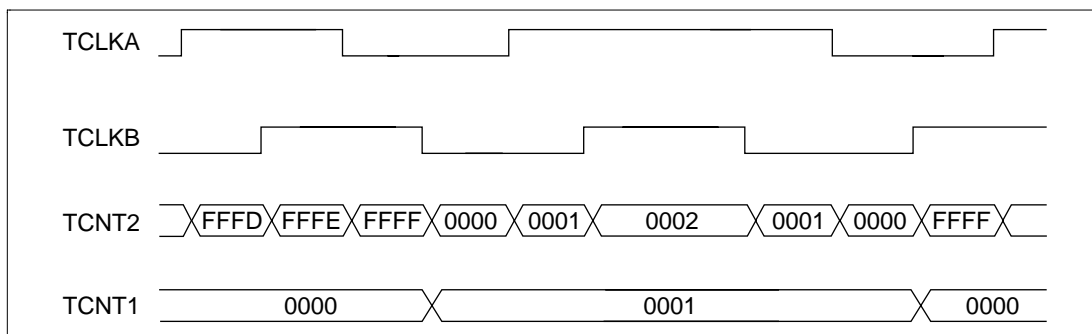 TCLKA
TCLKB
TCNT2 FFFD FFFE FFFF 0000 0001 0002 0001 0000 FFFF
TCNT1 0000 0001 0000